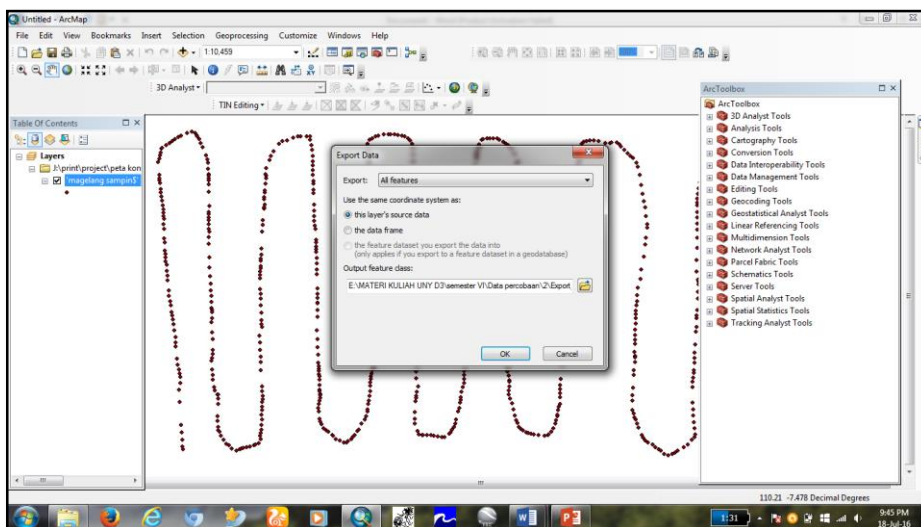 Untitled - ArcMap
File Edit View Bookmarks Insert Selection Geoprocessing Customize Windows Help
1:10,459
3D Analyst
TIN Editing
Table Of Contents
Layers
J:\print\project\peta kon
'magelang sampin$'
Export Data
Export: All features
Use the same coordinate system as:
this layer's source data
the data frame
the feature dataset you export the data into
(only applies if you export to a feature dataset in a geodatabase)
Output feature class:
E:\MATERI KULIAH UNY D3\semester VI\Data percobaan\2\Export_
OK Cancel
ArcToolbox
ArcToolbox
3D Analyst Tools
Analysis Tools
Cartography Tools
Conversion Tools
Data Interoperability Tools
Data Management Tools
Editing Tools
Geocoding Tools
Geostatistical Analyst Tools
Linear Referencing Tools
Multidimension Tools
Network Analyst Tools
Parcel Fabric Tools
Schematics Tools
Server Tools
Spatial Analyst Tools
Spatial Statistics Tools
Tracking Analyst Tools
110.21 -7.478 Decimal Degrees
1:31
9:45 PM